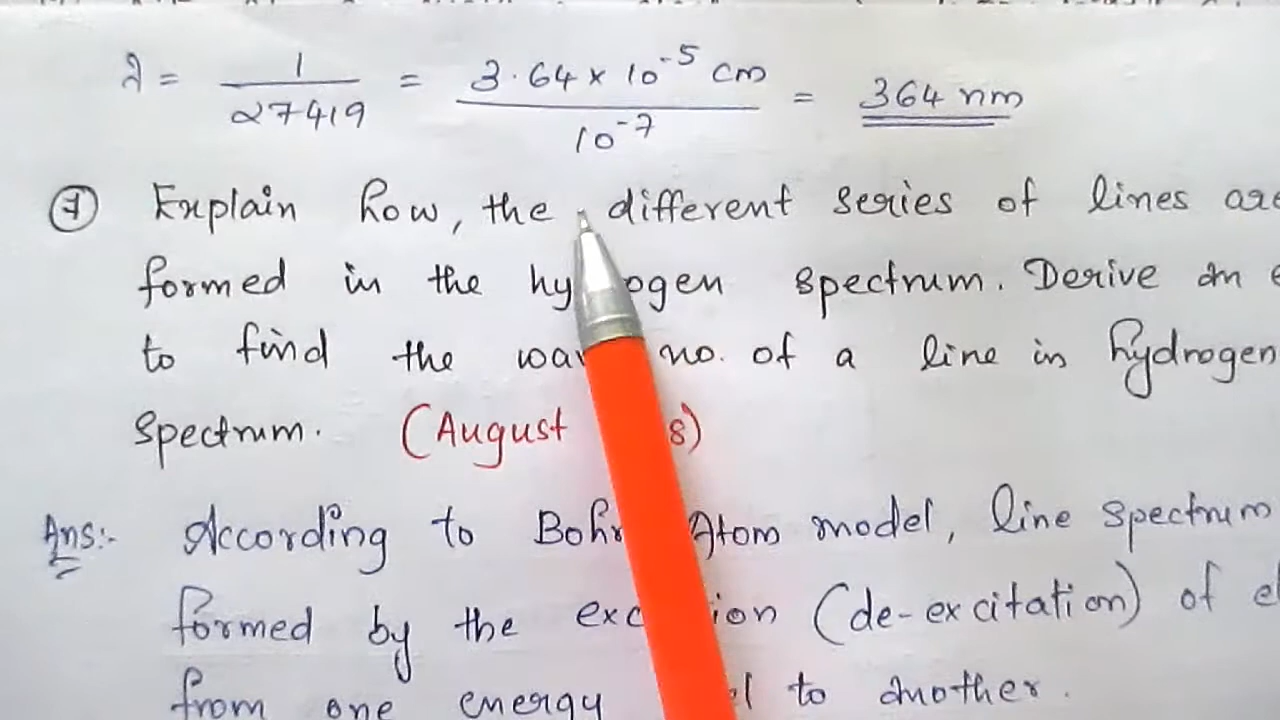 λ = 1/27419 = 3.64 x 10^-5 cm/10^-7 = 364 nm
⑦ Explain how, the different series of lines are
formed in the hy ogen spectrum. Derive an
to find the wa no. of a line in hydrogen
spectrum. (August 8)
Ans:- According to Bohr Atom model, line spectrum
formed by the exc ion (de-excitation) of el
from one energy l to another.